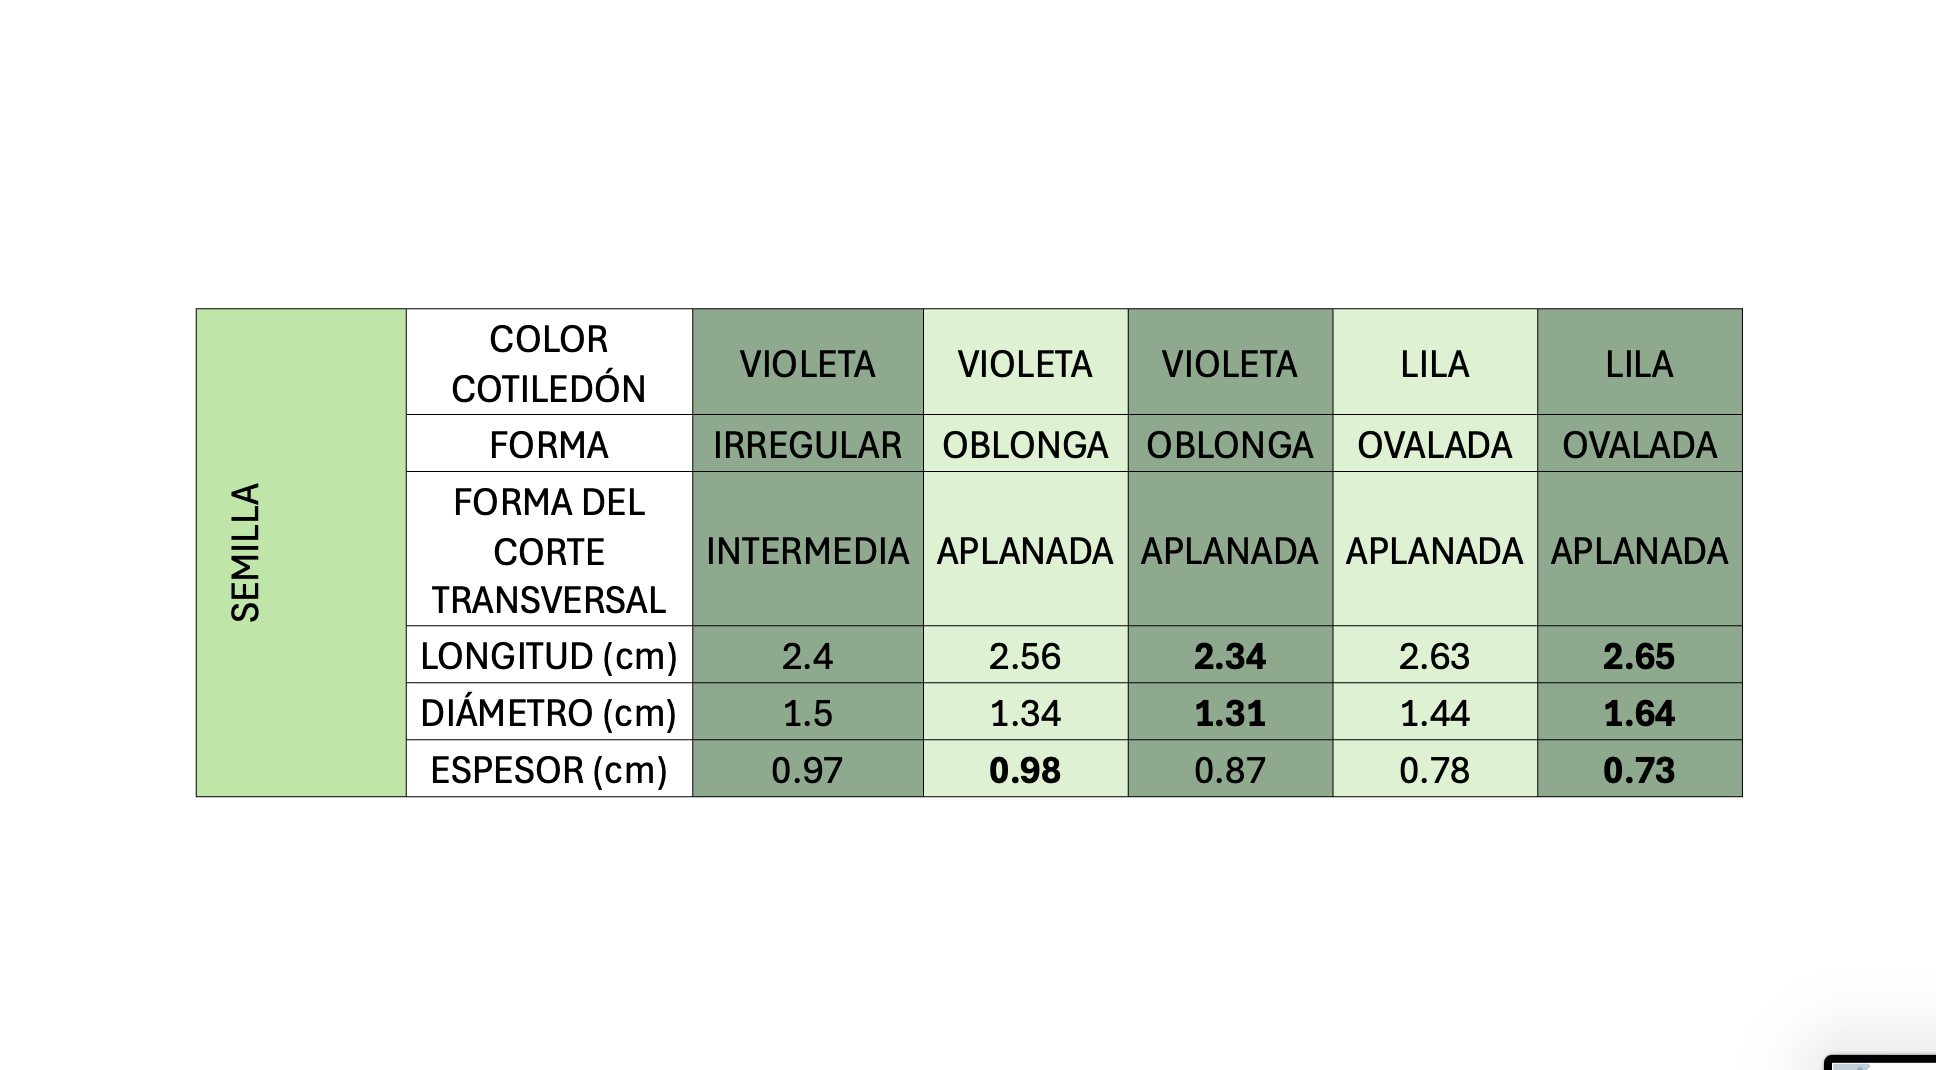 SEMILLA
COLOR
COTILEDÓN
VIOLETA VIOLETA VIOLETA LILA LILA
FORMA IRREGULAR OBLONGA OBLONGA OVALADA OVALADA
FORMA DEL
CORTE
TRANSVERSAL
INTERMEDIA APLANADA APLANADA APLANADA APLANADA
LONGITUD (cm) 2.4 2.56 2.34 2.63 2.65
DIÁMETRO (cm) 1.5 1.34 1.31 1.44 1.64
ESPESOR (cm) 0.97 0.98 0.87 0.78 0.73